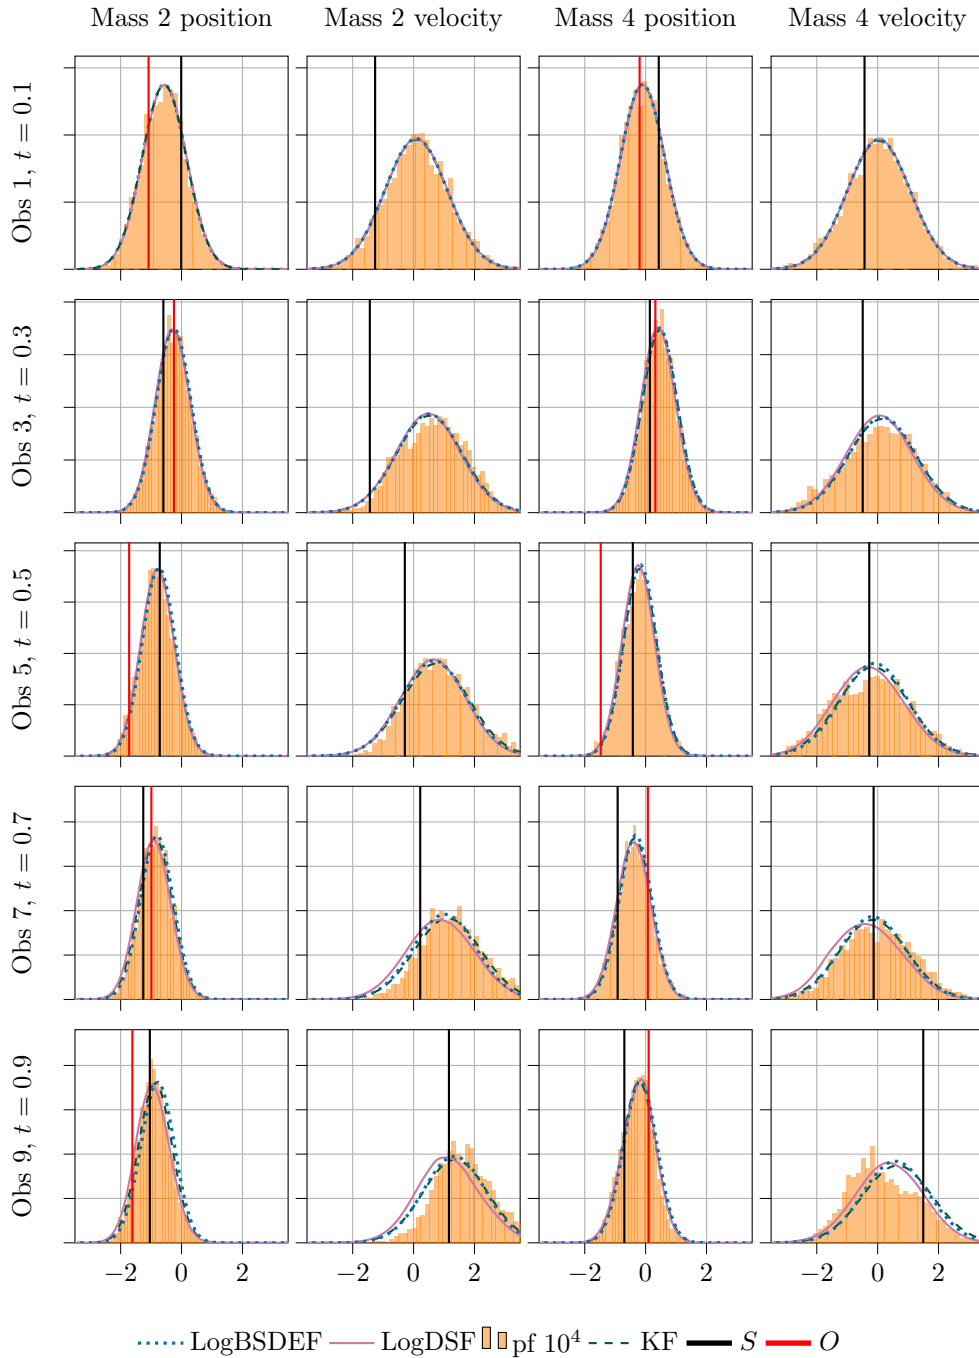 Mass 2 position Mass 2 velocity Mass 4 position Mass 4 velocity
Obs 1, t = 0.1
Obs 3, t = 0.3
Obs 5, t = 0.5
Obs 7, t = 0.7
Obs 9, t = 0.9
−2 0 2 −2 0 2 −2 0 2 −2 0 2
LogBSDEF LogDSF pf 10⁴ KF S O